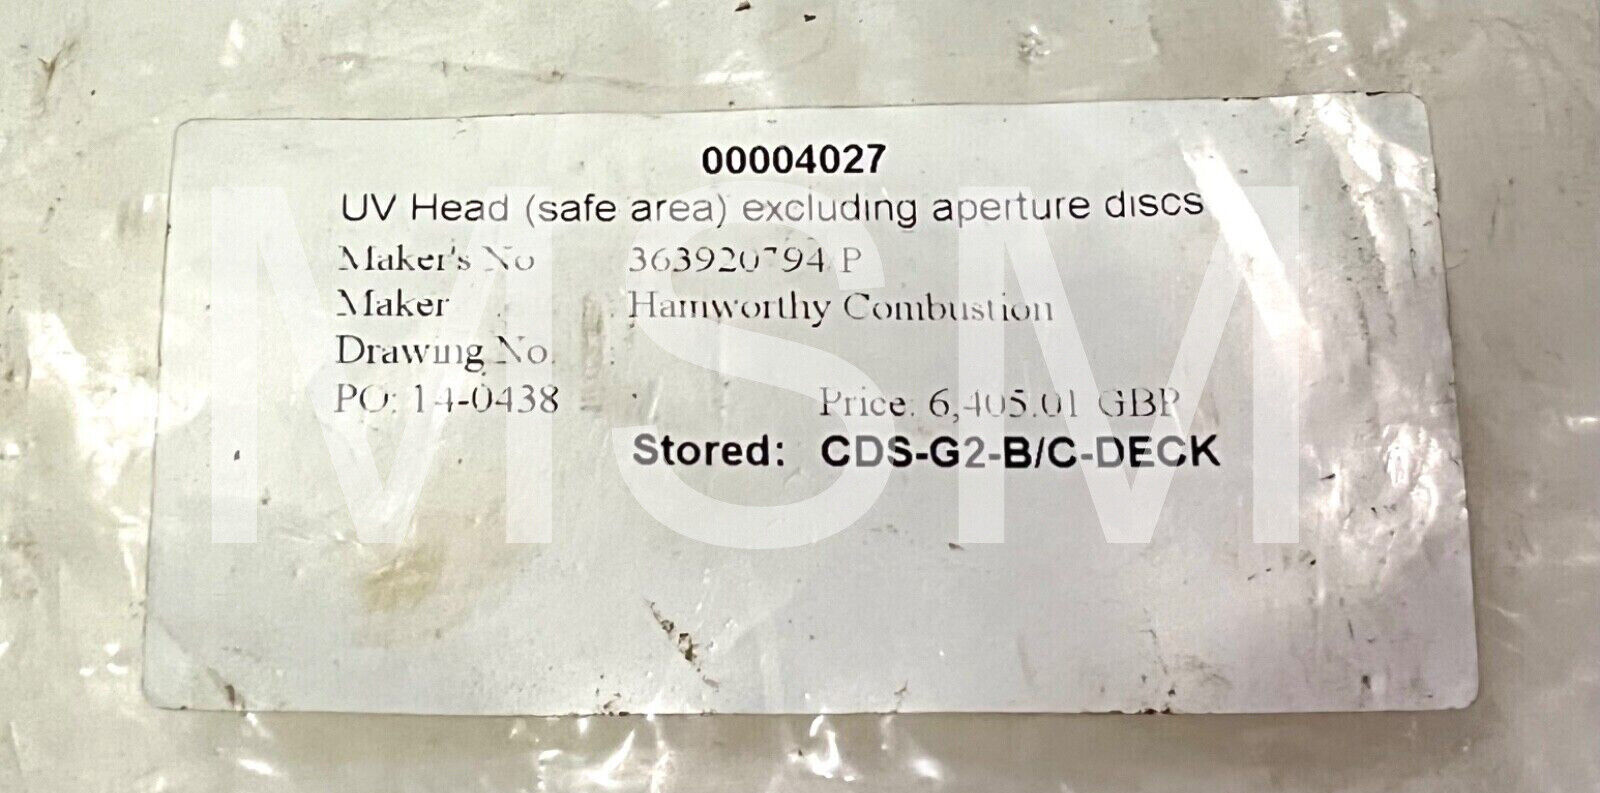 00004027
UV Head (safe area) excluding aperture discs
Maker's No 363920794 P
Maker : Hamworthy Combustion
Drawing No. :
PO: 14-0438 Price: 6,405.01 GBP
Stored: CDS-G2-B/C-DECK
MSM